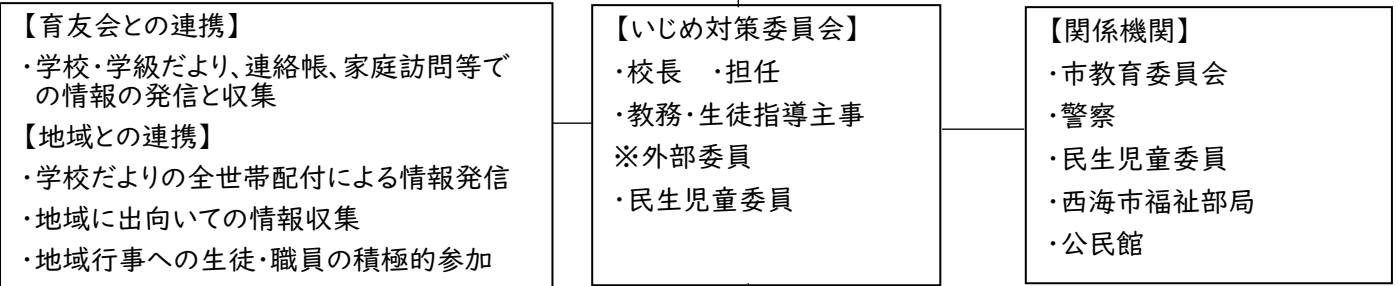 【育友会との連携】
・学校・学級だより、連絡帳、家庭訪問等で
の情報の発信と収集
【地域との連携】
・学校だよりの全世帯配付による情報発信
・地域に出向いての情報収集
・地域行事への生徒・職員の積極的参加
【いじめ対策委員会】
・校長　・担任
・教務・生徒指導主事
※外部委員
・民生児童委員
【関係機関】
・市教育委員会
・警察
・民生児童委員
・西海市福祉部局
・公民館